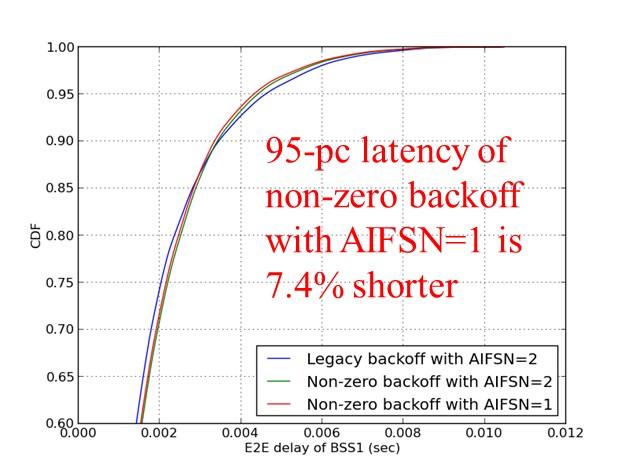 1.00
0.95
0.90
0.85
0.80
0.75
0.70
0.65
0.60
CDF
95-pc latency of
non-zero backoff
with AIFSN=1 is
7.4% shorter
Legacy backoff with AIFSN=2
Non-zero backoff with AIFSN=2
Non-zero backoff with AIFSN=1
0.000 0.002 0.004 0.006 0.008 0.010 0.012
E2E delay of BSS1 (sec)